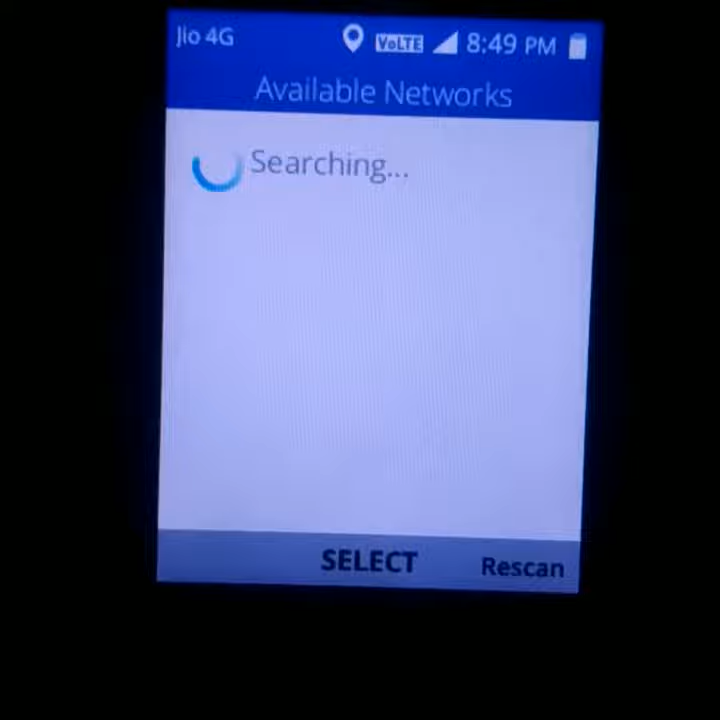 Jio 4G VoLTE 8:49 PM
Available Networks
Searching...
SELECT Rescan